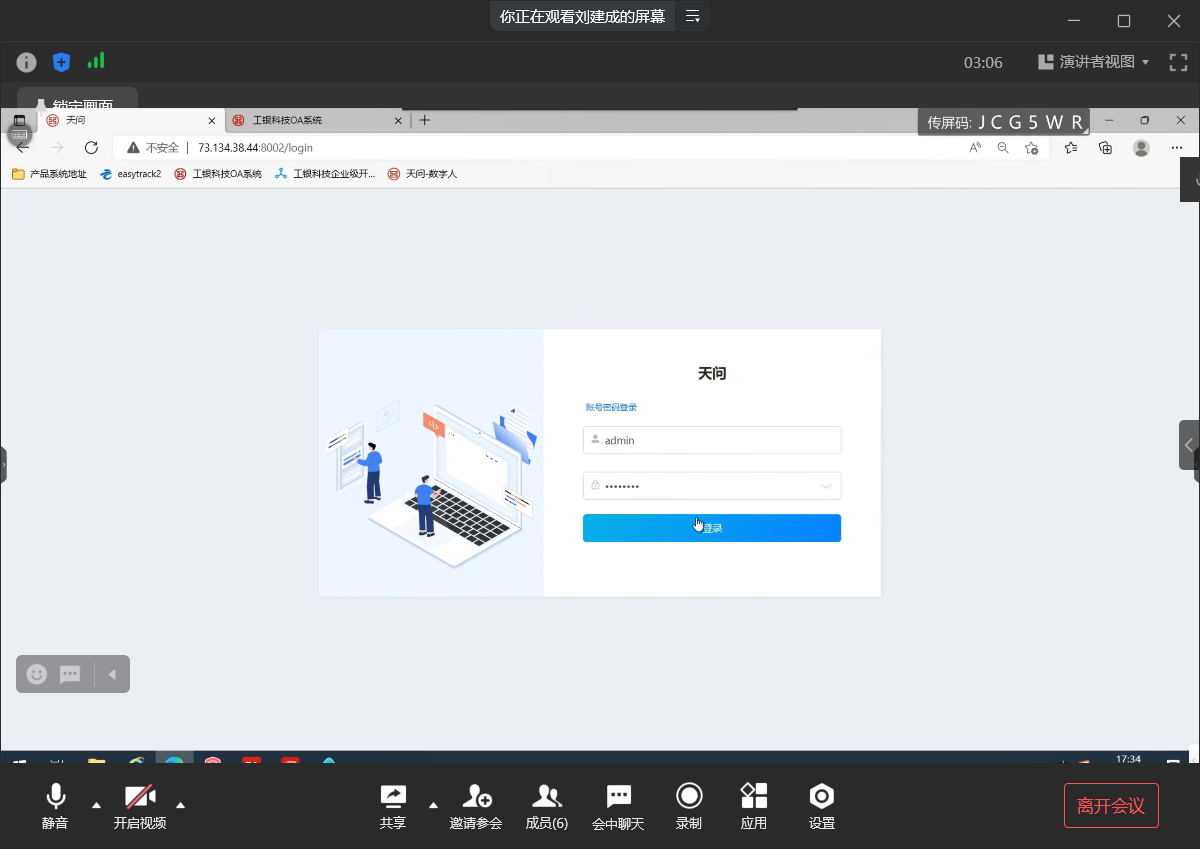 你正在观看刘建成的屏幕
03:06
演讲者视图
锁定画面
天问
工银科技OA系统
传屏码: J C G 5 W R
不安全
73.134.38.44:8002/login
产品系统地址
easytrack2
工银科技OA系统
工银科技企业级开...
天问-数字人
天问
账号密码登录
admin
登录
17:34
静音
开启视频
共享
邀请参会
成员(6)
会中聊天
录制
应用
设置
离开会议